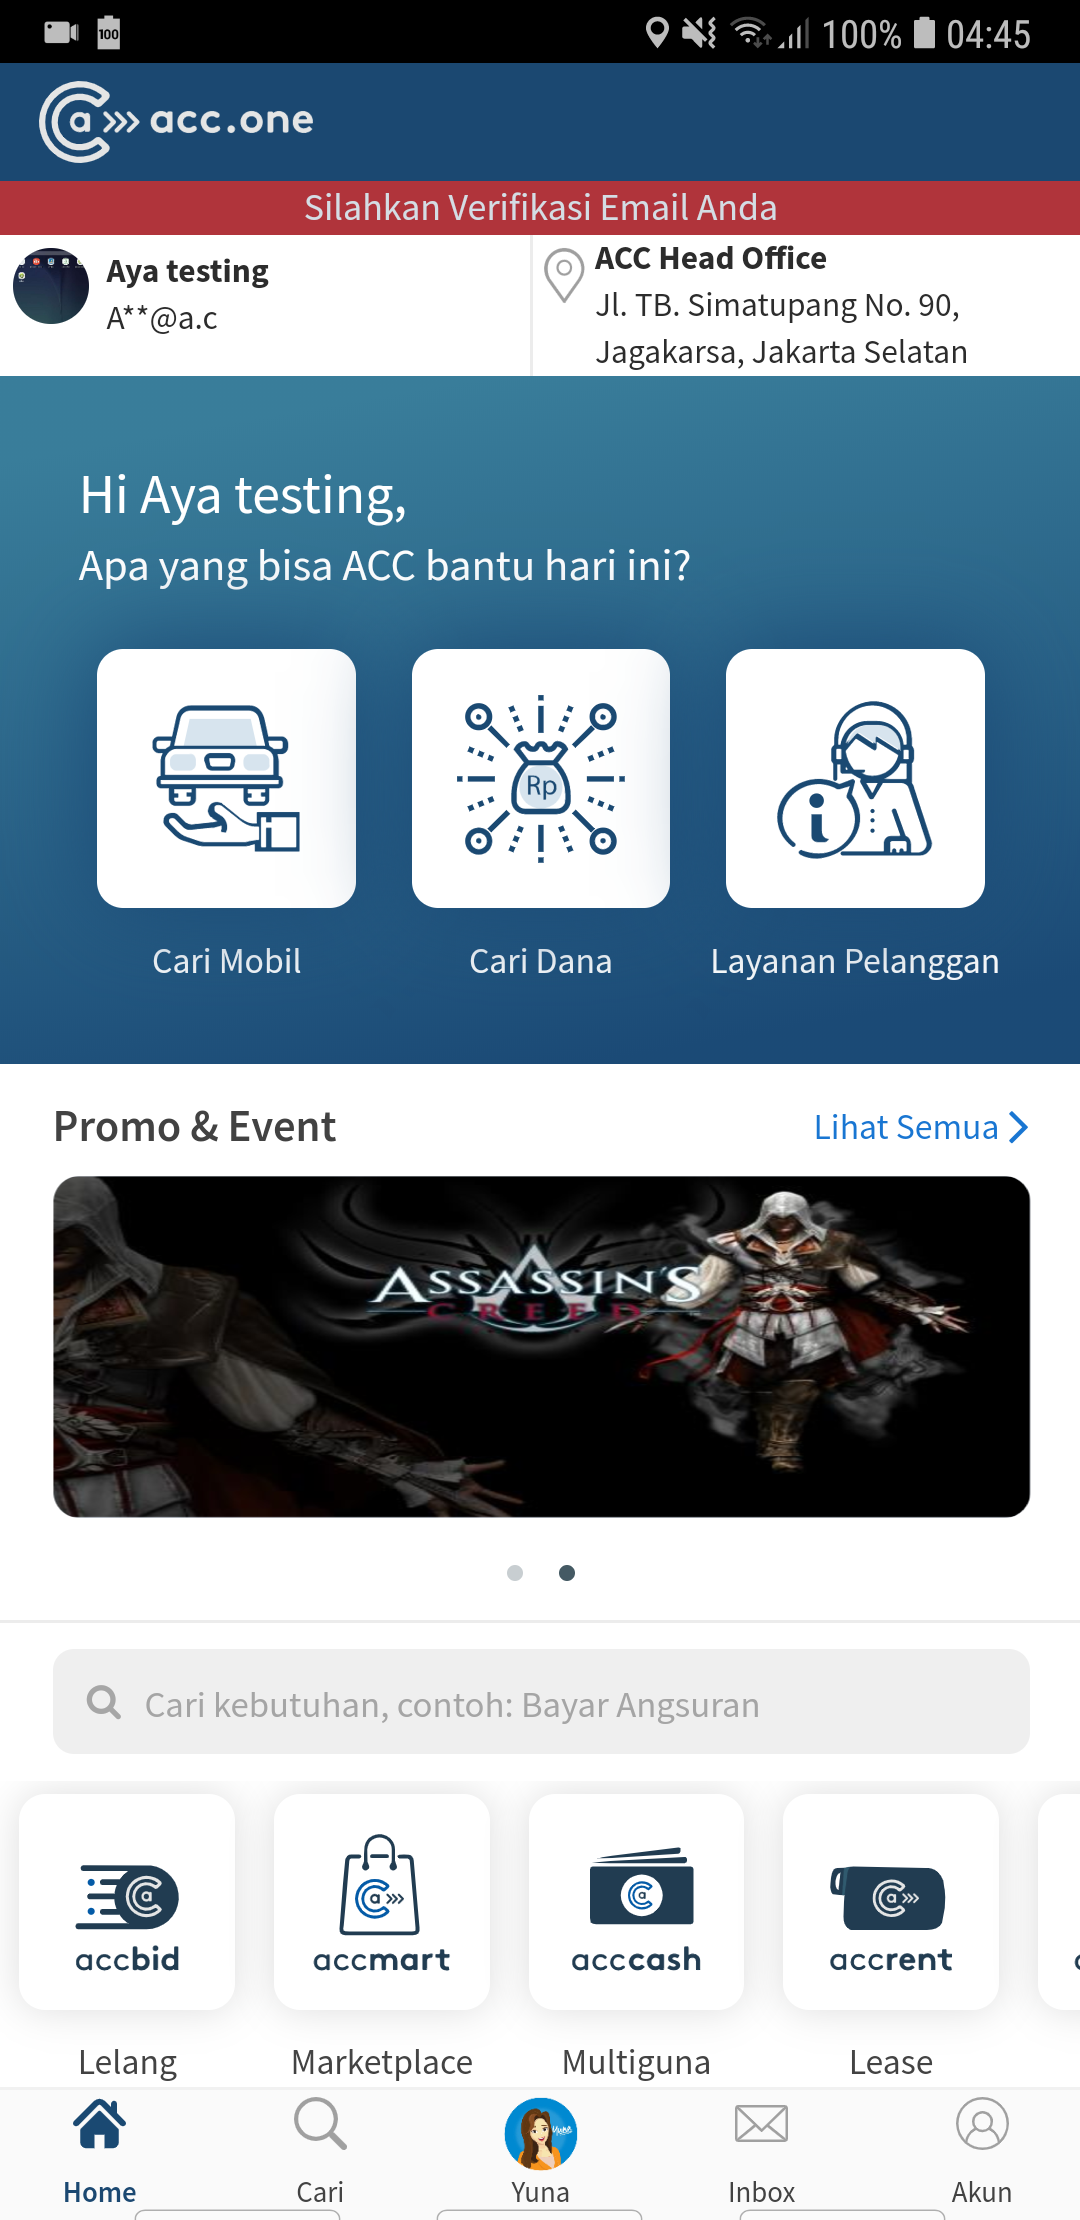 100
100%
04:45
a acc.one
Silahkan Verifikasi Email Anda
Aya testing
A**@a.c
ACC Head Office
Jl. TB. Simatupang No. 90,
Jagakarsa, Jakarta Selatan
Hi Aya testing,
Apa yang bisa ACC bantu hari ini?
Rp
i
Cari Mobil
Cari Dana
Layanan Pelanggan
Promo & Event
Lihat Semua
ASSASSIN'S
CREED
Cari kebutuhan, contoh: Bayar Angsuran
a
a
a
a
accbid
accmart
acccash
accrent
Lelang
Marketplace
Multiguna
Lease
Home
Cari
Yuna
Inbox
Akun